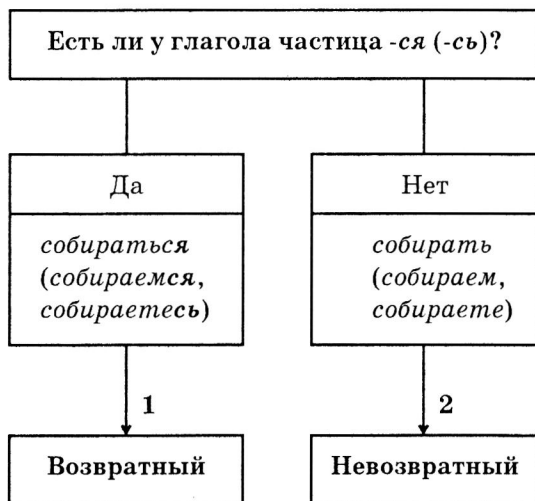 Есть ли у глагола частица -ся (-сь)?
Да
собираться
(собираемся,
собираетесь)
1
Возвратный
Нет
собирать
(собираем,
собираете)
2
Невозвратный